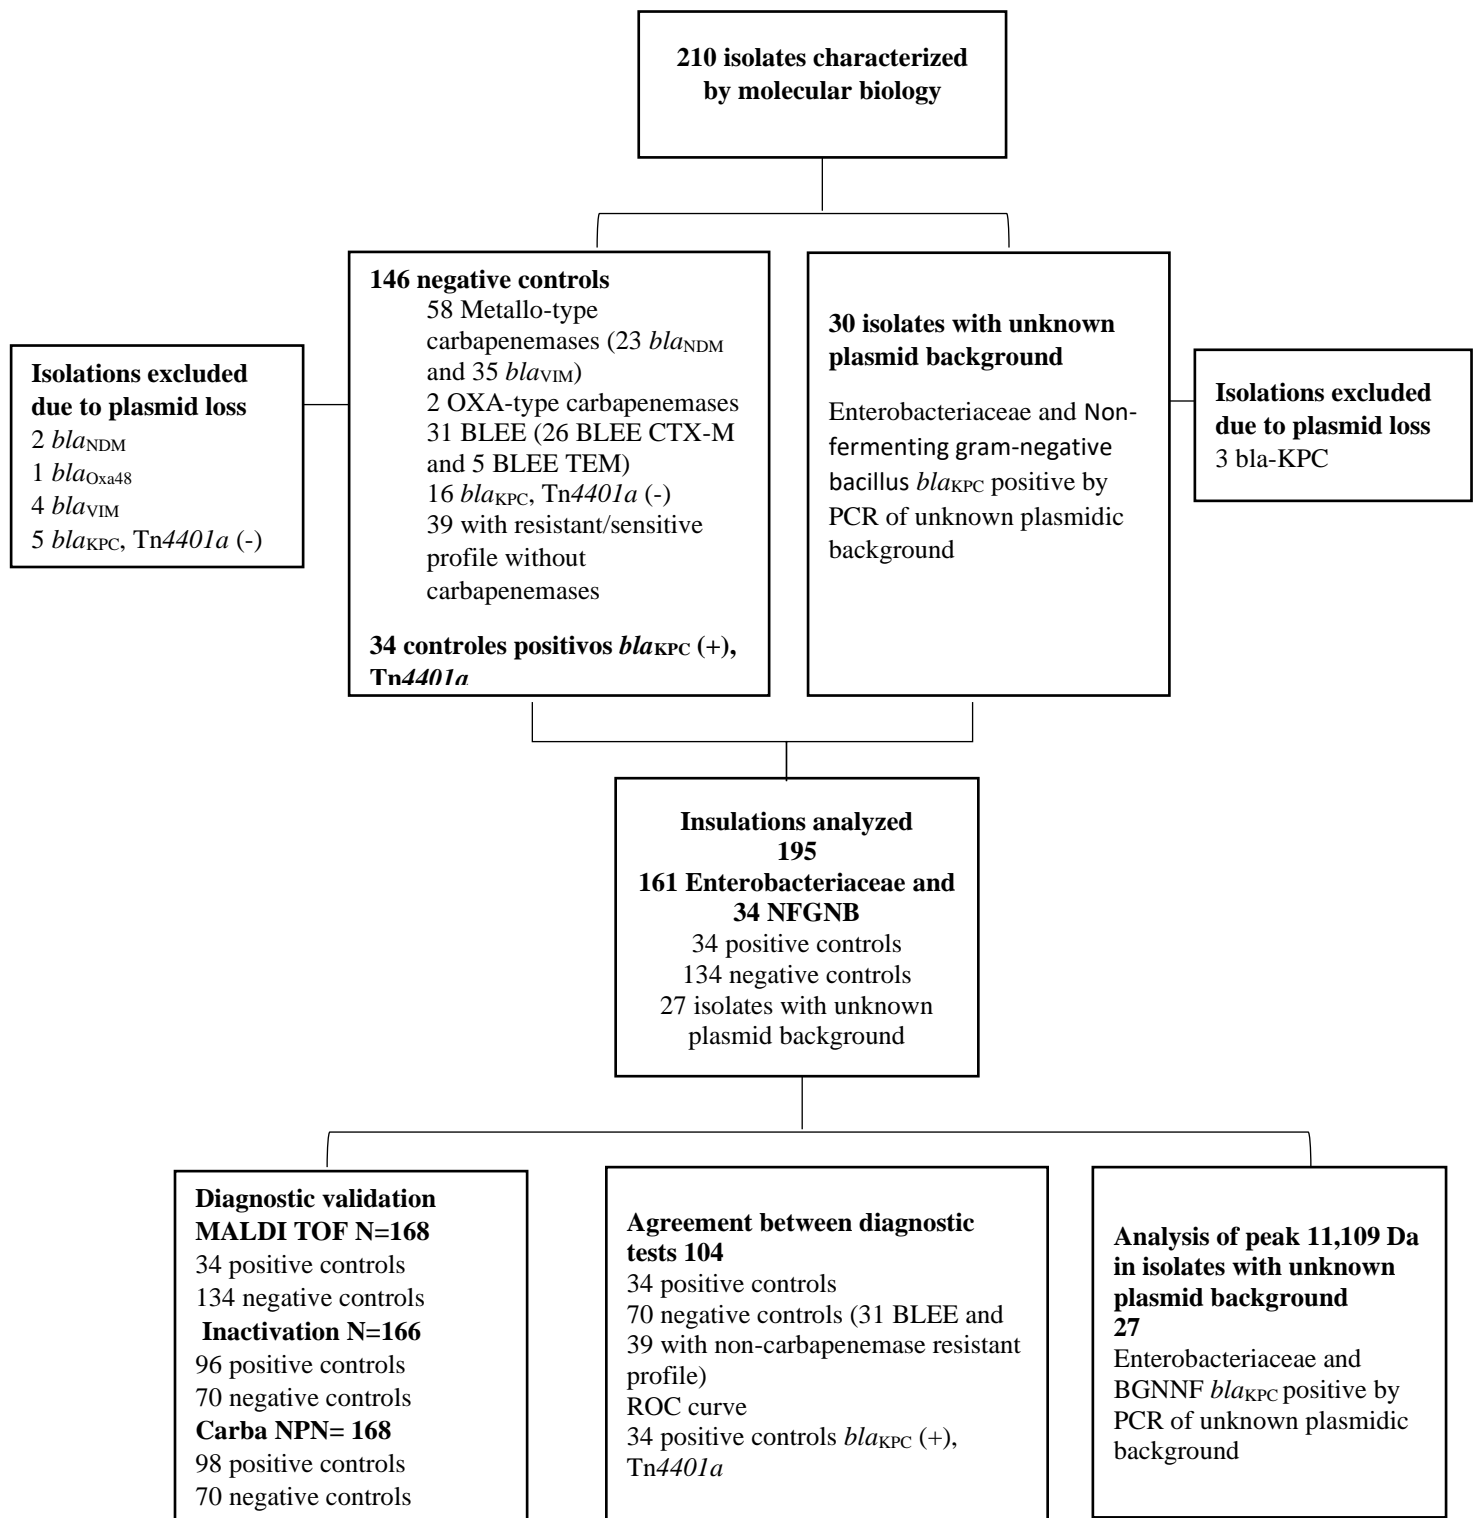 210 isolates characterized
by molecular biology
146 negative controls
58 Metallo-type
carbapenemases (23 blaNDM
and 35 blaVIM)
2 OXA-type carbapenemases
31 BLEE (26 BLEE CTX-M
and 5 BLEE TEM)
16 blaKPC, Tn4401a (-)
39 with resistant/sensitive
profile without
carbapenemases
34 controles positivos blaKPC (+),
Tn4401a
30 isolates with unknown
plasmid background
Enterobacteriaceae and Non-
fermenting gram-negative
bacillus blaKPC positive by
PCR of unknown plasmidic
background
Isolations excluded
due to plasmid loss
2 blaNDM
1 blaOxa48
4 blaVIM
5 blaKPC, Tn4401a (-)
Isolations excluded
due to plasmid loss
3 bla-KPC
Insulations analyzed
195
161 Enterobacteriaceae and
34 NFGNB
34 positive controls
134 negative controls
27 isolates with unknown
plasmid background
Diagnostic validation
MALDI TOF N=168
34 positive controls
134 negative controls
Inactivation N=166
96 positive controls
70 negative controls
Carba NPN= 168
98 positive controls
70 negative controls
Agreement between diagnostic
tests 104
34 positive controls
70 negative controls (31 BLEE and
39 with non-carbapenemase resistant
profile)
ROC curve
34 positive controls blaKPC (+),
Tn4401a
Analysis of peak 11,109 Da
in isolates with unknown
plasmid background
27
Enterobacteriaceae and
BGNNF blaKPC positive by
PCR of unknown plasmidic
background